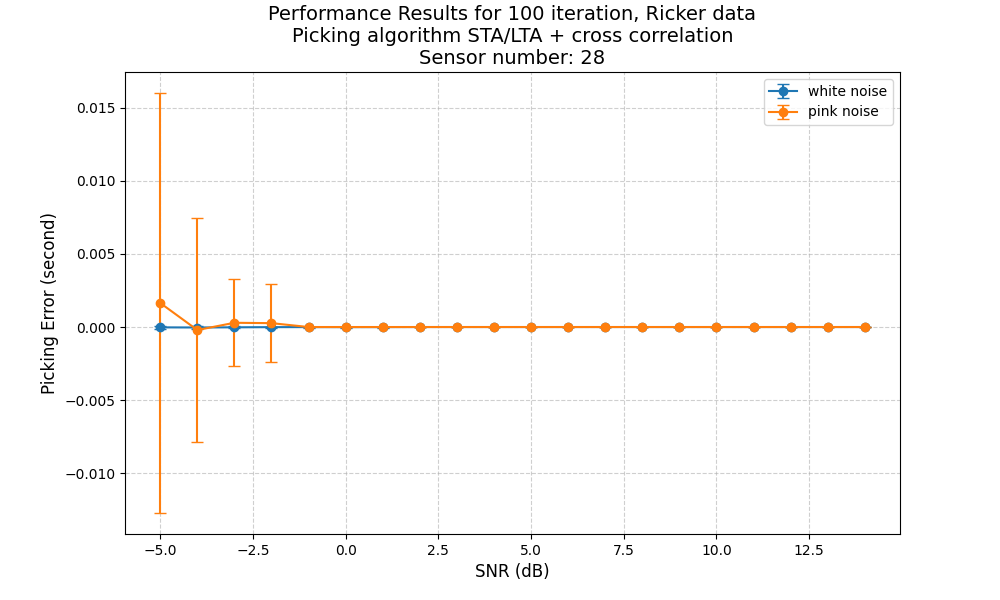 Performance Results for 100 iteration, Ricker data
Picking algorithm STA/LTA + cross correlation
Sensor number: 28
white noise
pink noise
Picking Error (second)
0.015
0.010
0.005
0.000
−0.005
−0.010
−5.0
−2.5
0.0
2.5
5.0
7.5
10.0
12.5
SNR (dB)